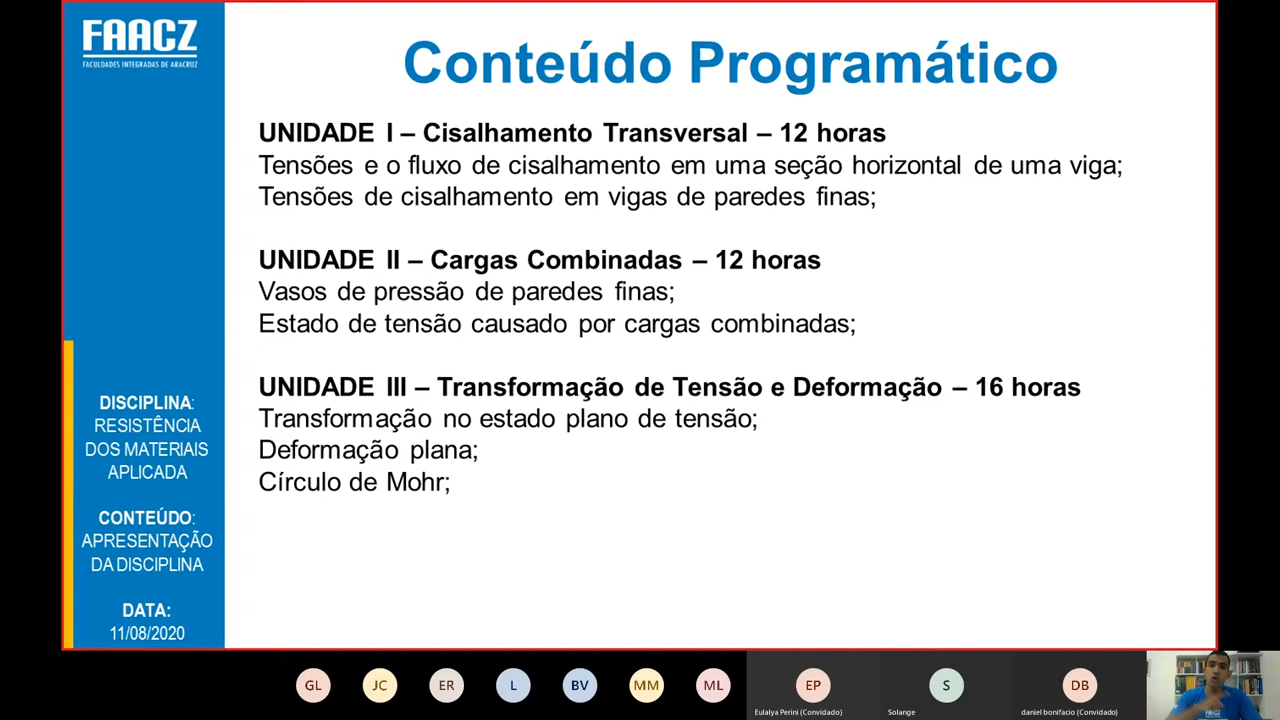 FAACZ
FACULDADES INTEGRADAS DE ARACRUZ
Conteúdo Programático
UNIDADE I – Cisalhamento Transversal – 12 horas
Tensões e o fluxo de cisalhamento em uma seção horizontal de uma viga;
Tensões de cisalhamento em vigas de paredes finas;
UNIDADE II – Cargas Combinadas – 12 horas
Vasos de pressão de paredes finas;
Estado de tensão causado por cargas combinadas;
UNIDADE III – Transformação de Tensão e Deformação – 16 horas
Transformação no estado plano de tensão;
Deformação plana;
Círculo de Mohr;
DISCIPLINA:
RESISTÊNCIA
DOS MATERIAIS
APLICADA
CONTEÚDO:
APRESENTAÇÃO
DA DISCIPLINA
DATA:
11/08/2020
GL
JC
ER
L
BV
MM
ML
EP
S
DB
Eulalya Perini (Convidado)
Solange
daniel bonifacio (Convidado)
FAACZ